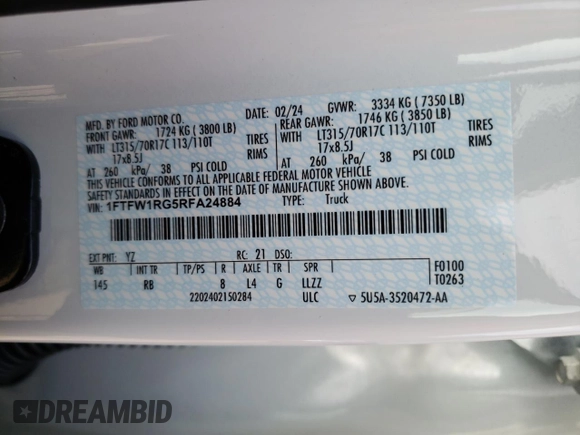 MFD. BY FORD MOTOR CO. DATE: 02/24 GVWR: 3334 KG ( 7350 LB)
FRONT GAWR: 1724 KG ( 3800 LB) REAR GAWR: 1746 KG ( 3850 LB)
WITH LT315/70R17C 113/110T TIRES WITH LT315/70R17C 113/110T TIRES
17x8.5J RIMS 17x8.5J RIMS
AT 260 kPa/ 38 PSI COLD AT 260 kPa/ 38 PSI COLD
THIS VEHICLE CONFORMS TO ALL APPLICABLE FEDERAL MOTOR VEHICLE
SAFETY STANDARDS IN EFFECT ON THE DATE OF MANUFACTURE SHOWN ABOVE.
VIN: 1FTFW1RG5RFA24884 TYPE: Truck
EXT PNT: YZ RC: 21 DSO: F0100
WB INT TR TP/PS R AXLE TR SPR T0263
145 RB 8 L4 G LLZZ
2202402150284 ULC 5U5A-3520472-AA
DREAMBID